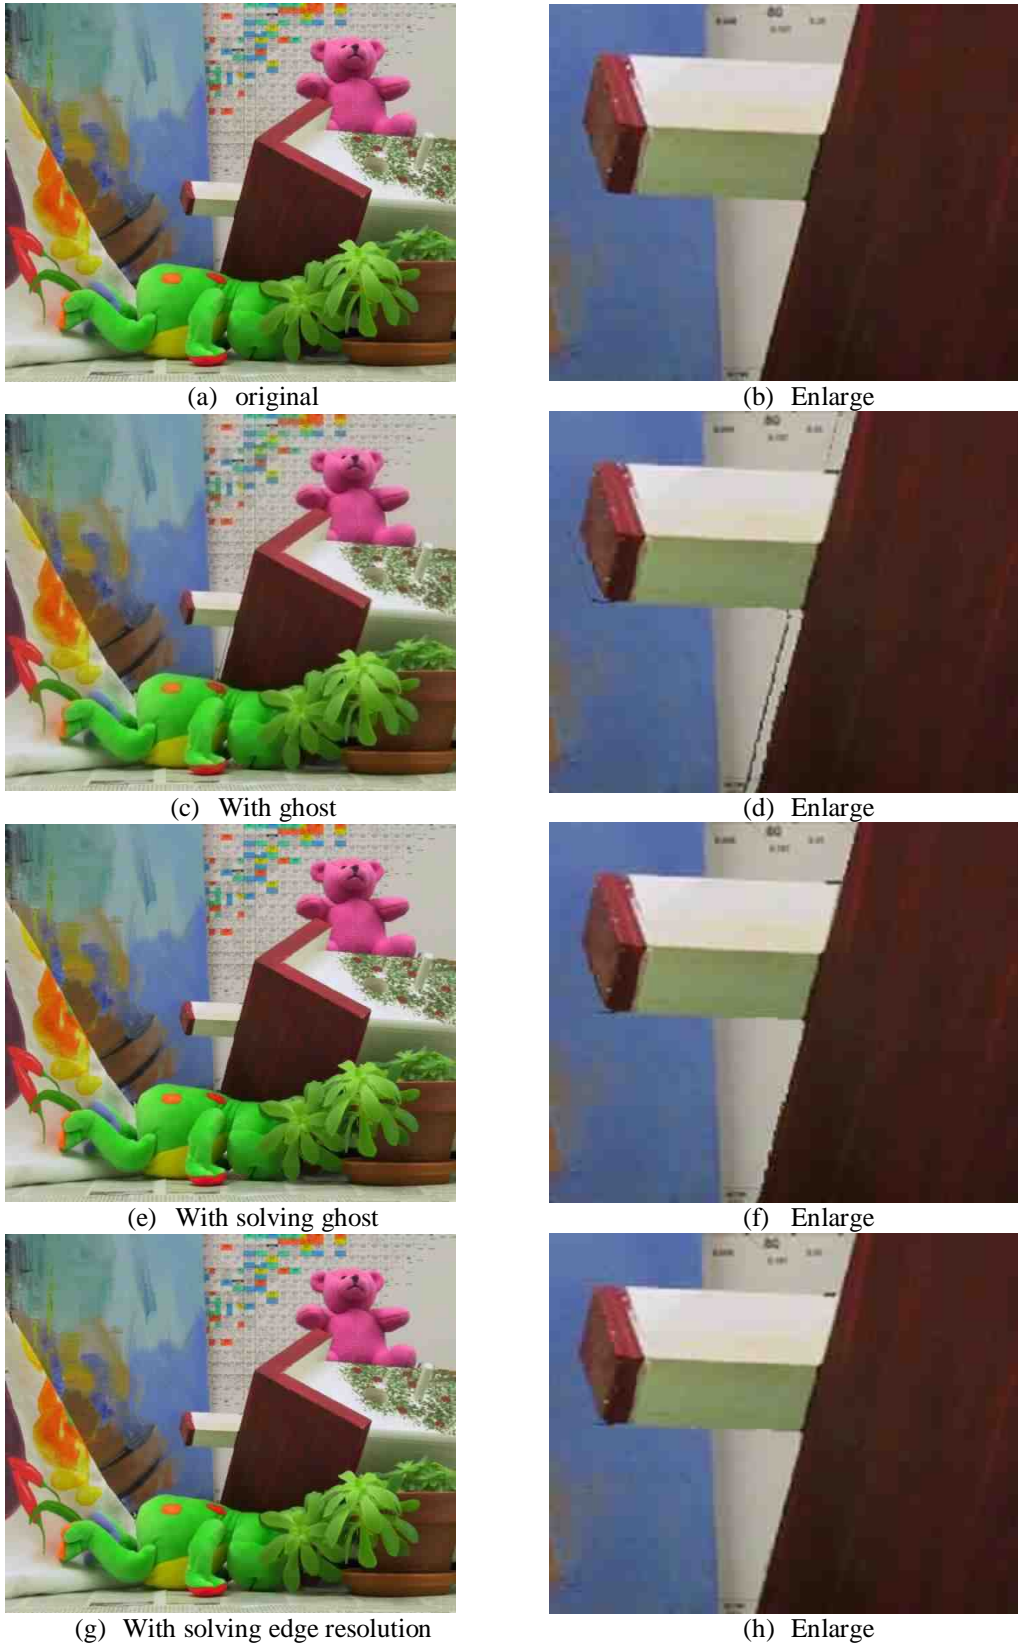 (a) original
(b) Enlarge
(c) With ghost
(d) Enlarge
(e) With solving ghost
(f) Enlarge
(g) With solving edge resolution
(h) Enlarge